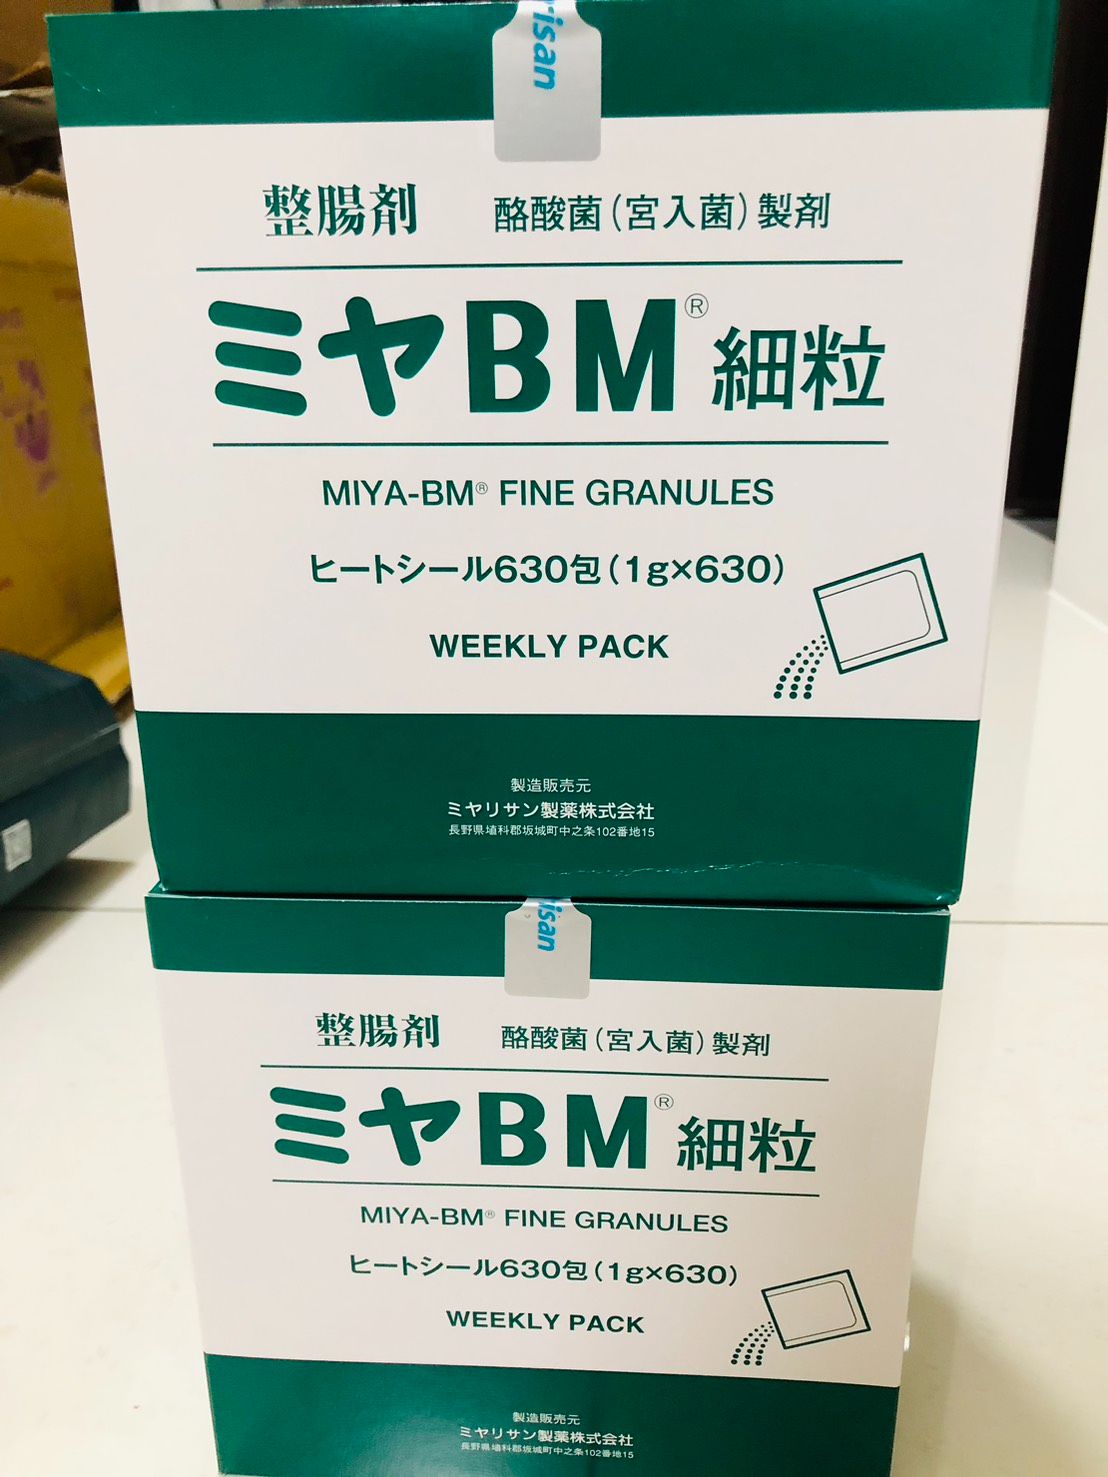 risan
整腸剤 酪酸菌（宮入菌）製剤
ミヤBM® 細粒
MIYA-BM® FINE GRANULES
ヒートシール630包（1g×630）
WEEKLY PACK
製造販売元
ミヤリサン製薬株式会社
長野県埴科郡坂城町中之条102番地15
isan
整腸剤 酪酸菌（宮入菌）製剤
ミヤBM® 細粒
MIYA-BM® FINE GRANULES
ヒートシール630包（1g×630）
WEEKLY PACK
製造販売元
ミヤリサン製薬株式会社
長野県埴科郡坂城町中之条102番地15